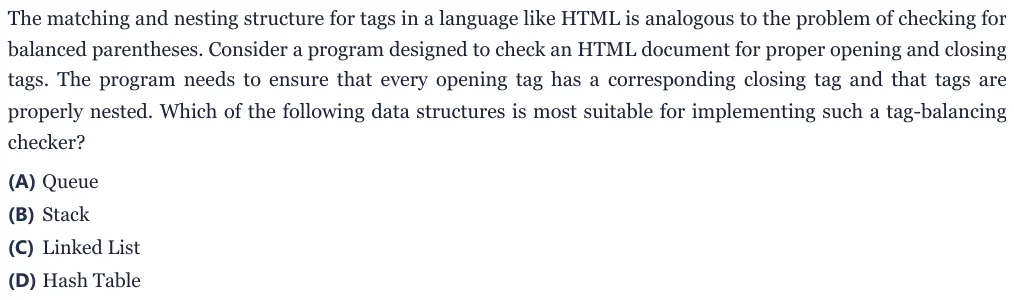 The matching and nesting structure for tags in a language like HTML is analogous to the problem of checking for
balanced parentheses. Consider a program designed to check an HTML document for proper opening and closing
tags. The program needs to ensure that every opening tag has a corresponding closing tag and that tags are
properly nested. Which of the following data structures is most suitable for implementing such a tag-balancing
checker?
(A) Queue
(B) Stack
(C) Linked List
(D) Hash Table